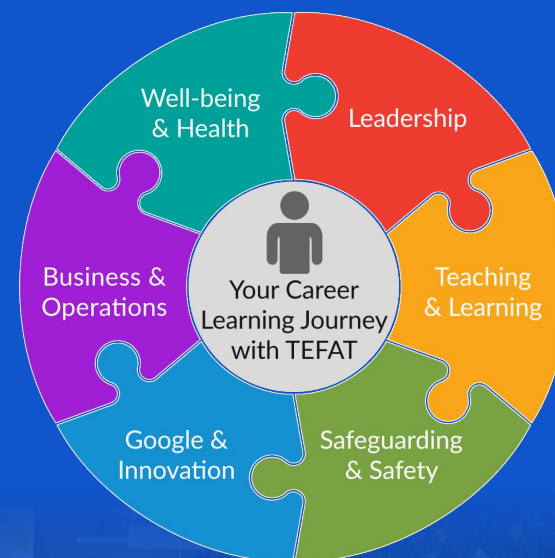 Well-being
& Health
Leadership
Business &
Operations
Your Career
Learning Journey
with TEFAT
Teaching
& Learning
Google &
Innovation
Safeguarding
& Safety